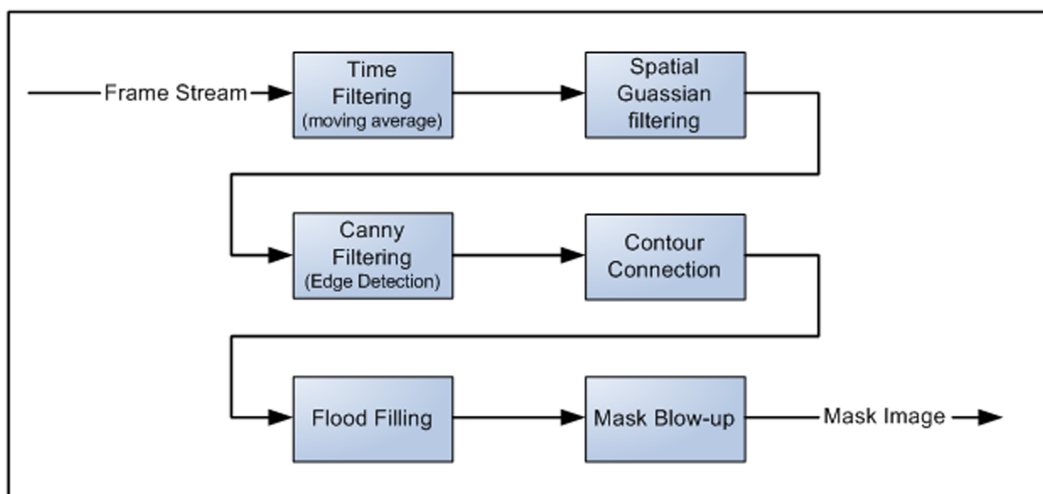 Frame Stream
Time
Filtering
(moving average)
Spatial
Guassian
filtering
Canny
Filtering
(Edge Detection)
Contour
Connection
Flood Filling
Mask Blow-up
Mask Image